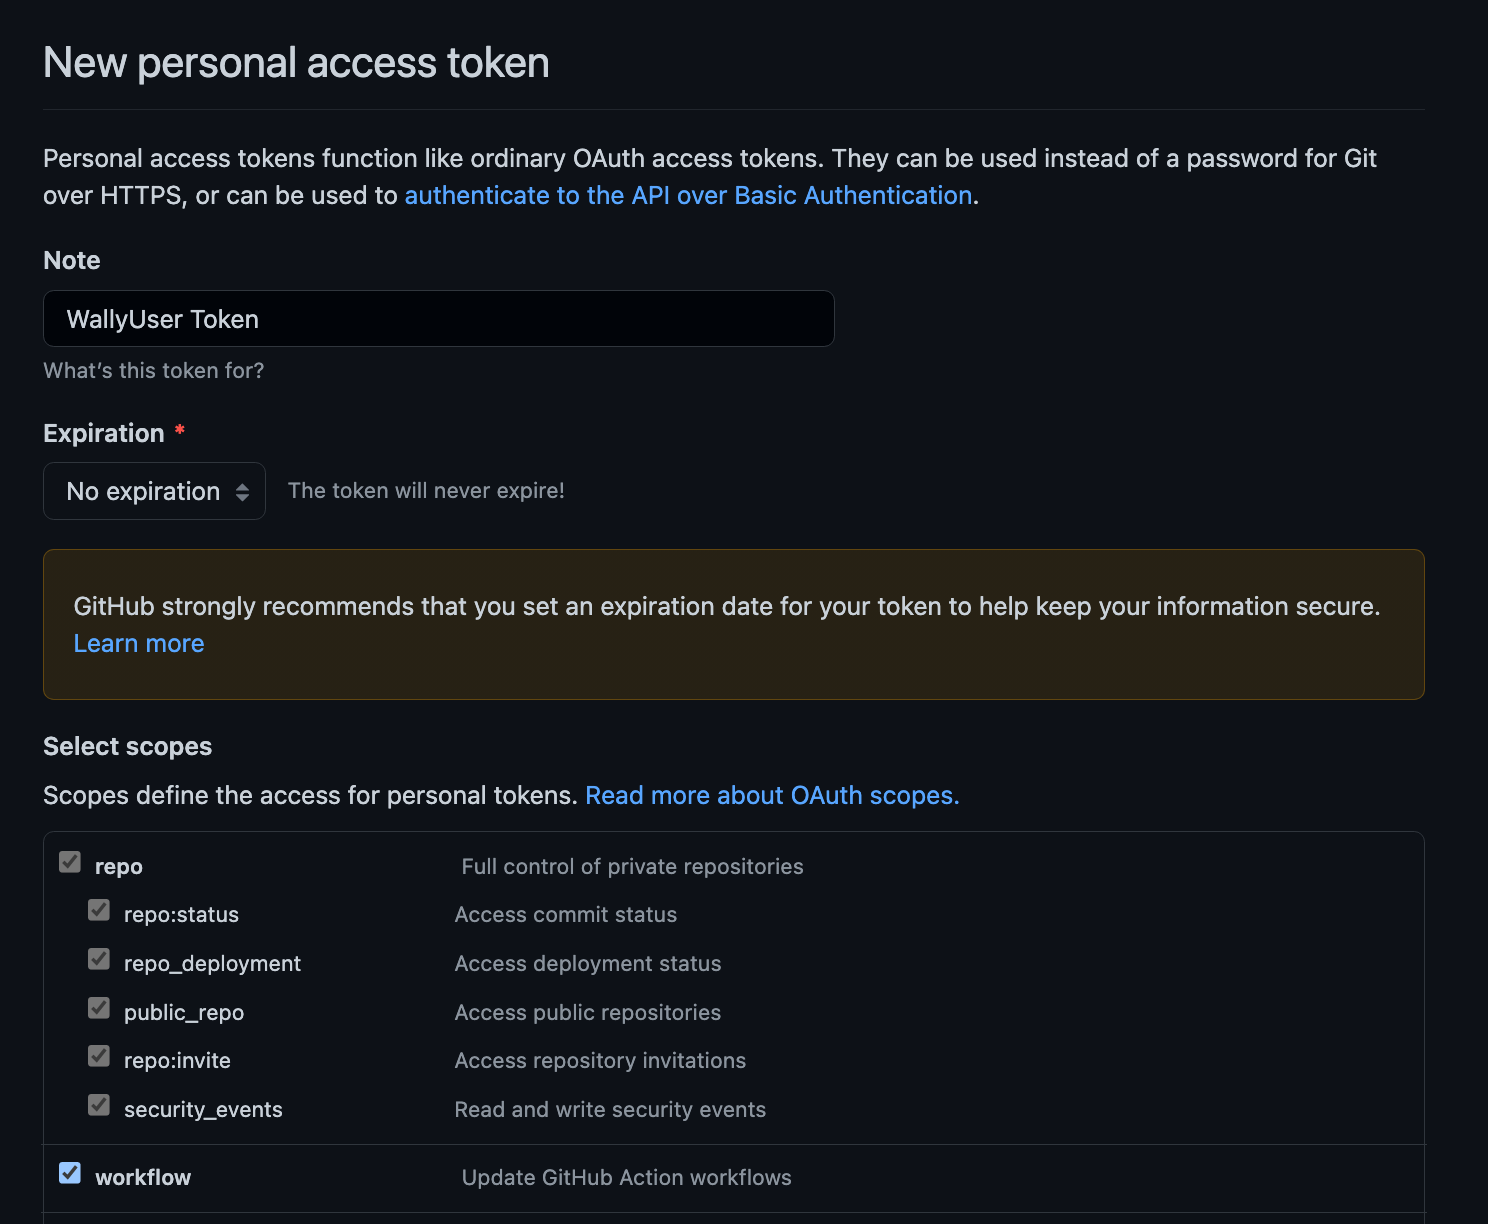 New personal access token
Personal access tokens function like ordinary OAuth access tokens. They can be used instead of a password for Git
over HTTPS, or can be used to authenticate to the API over Basic Authentication.
Note
WallyUser Token
What's this token for?
Expiration *
No expiration The token will never expire!
GitHub strongly recommends that you set an expiration date for your token to help keep your information secure.
Learn more
Select scopes
Scopes define the access for personal tokens. Read more about OAuth scopes.
repo Full control of private repositories
repo:status Access commit status
repo_deployment Access deployment status
public_repo Access public repositories
repo:invite Access repository invitations
security_events Read and write security events
workflow Update GitHub Action workflows